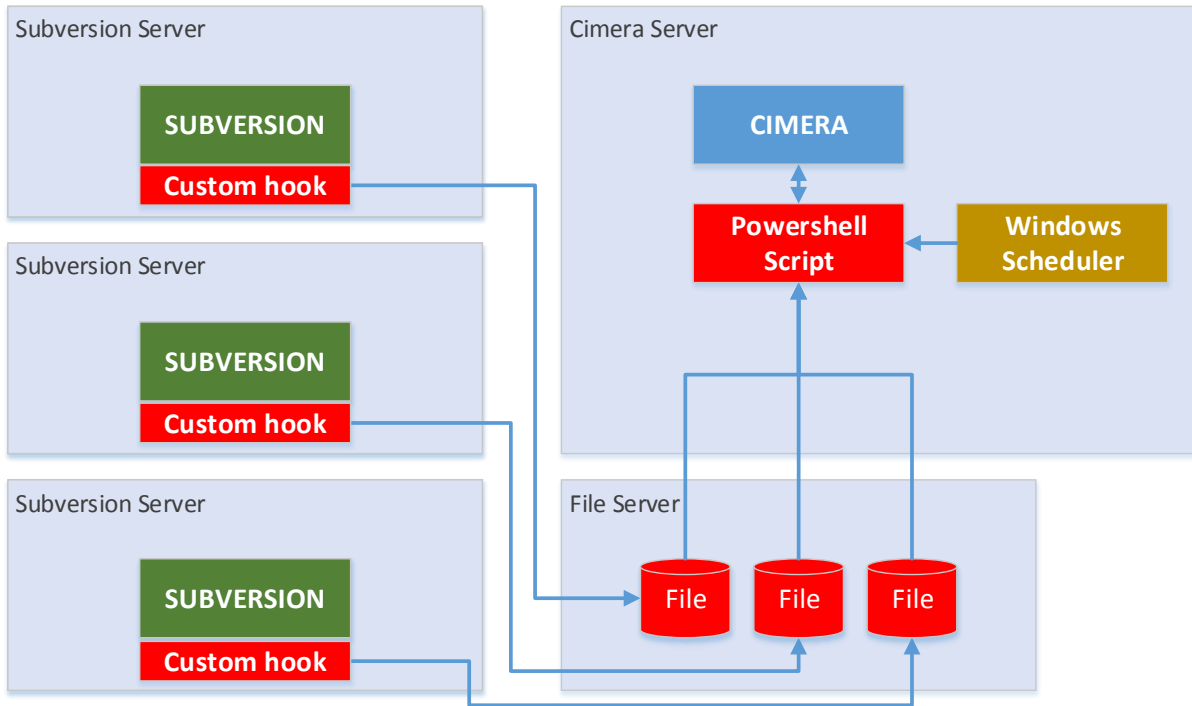 Subversion Server
SUBVERSION
Custom hook
Subversion Server
SUBVERSION
Custom hook
Subversion Server
SUBVERSION
Custom hook
Cimera Server
CIMERA
Powershell
Script
Windows
Scheduler
File Server
File
File
File